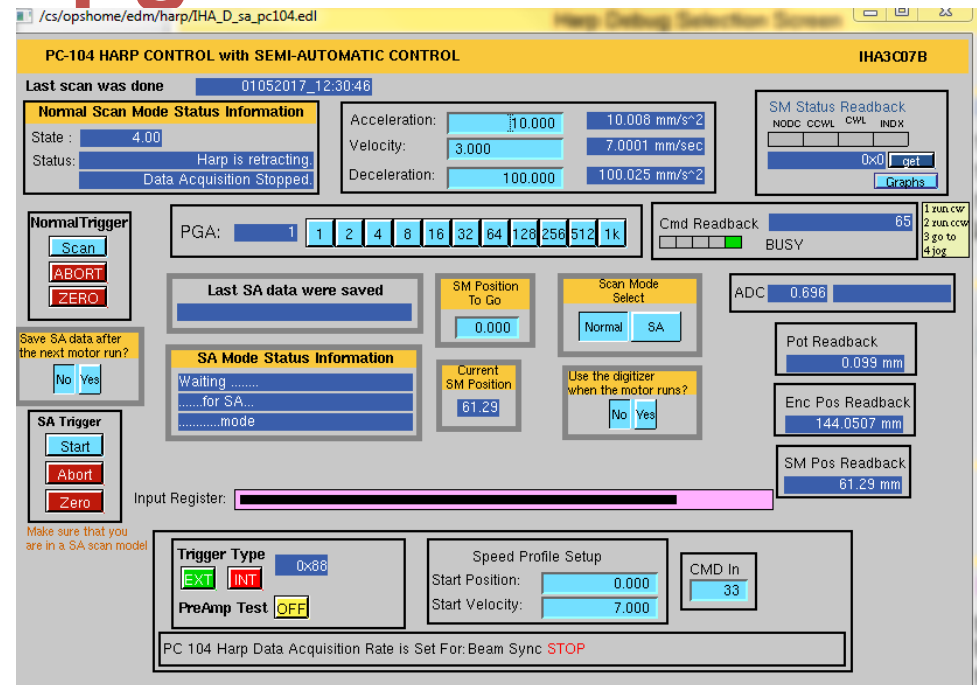 /cs/opshome/edm/harp/IHA_D_sa_pc104.edl
Harp Debug Selection Screen
PC-104 HARP CONTROL with SEMI-AUTOMATIC CONTROL
IHA3C07B
Last scan was done 01052017_12:30:46
Normal Scan Mode Status Information
State : 4.00
Status: Harp is retracting.
Data Acquisition Stopped.
Acceleration: 10.000 10.008 mm/s^2
Velocity: 3.000 7.0001 mm/sec
Deceleration: 100.000 100.025 mm/s^2
SM Status Readback
NODC CCWL CWL INDX
0x0 get
Graphs
NormalTrigger
Scan
ABORT
ZERO
PGA: 1 1 2 4 8 16 32 64 128 256 512 1k
Cmd Readback 65
BUSY
1 run cw
2 run ccw
3 go to
4 jog
Last SA data were saved
SM Position
To Go
0.000
Scan Mode
Select
Normal SA
ADC 0.696
Save SA data after
the next motor run?
No Yes
SA Mode Status Information
Waiting ........
.......for SA...
............mode
Current
SM Position
61.29
Use the digitizer
when the motor runs?
No Yes
Pot Readback
0.099 mm
Enc Pos Readback
144.0507 mm
SM Pos Readback
61.29 mm
SA Trigger
Start
Abort
Zero
Make sure that you
are in a SA scan model
Input Register:
Trigger Type 0x88
EXT INT
PreAmp Test OFF
Speed Profile Setup
Start Position: 0.000
Start Velocity: 7.000
CMD In
33
PC 104 Harp Data Acquisition Rate is Set For: Beam Sync STOP